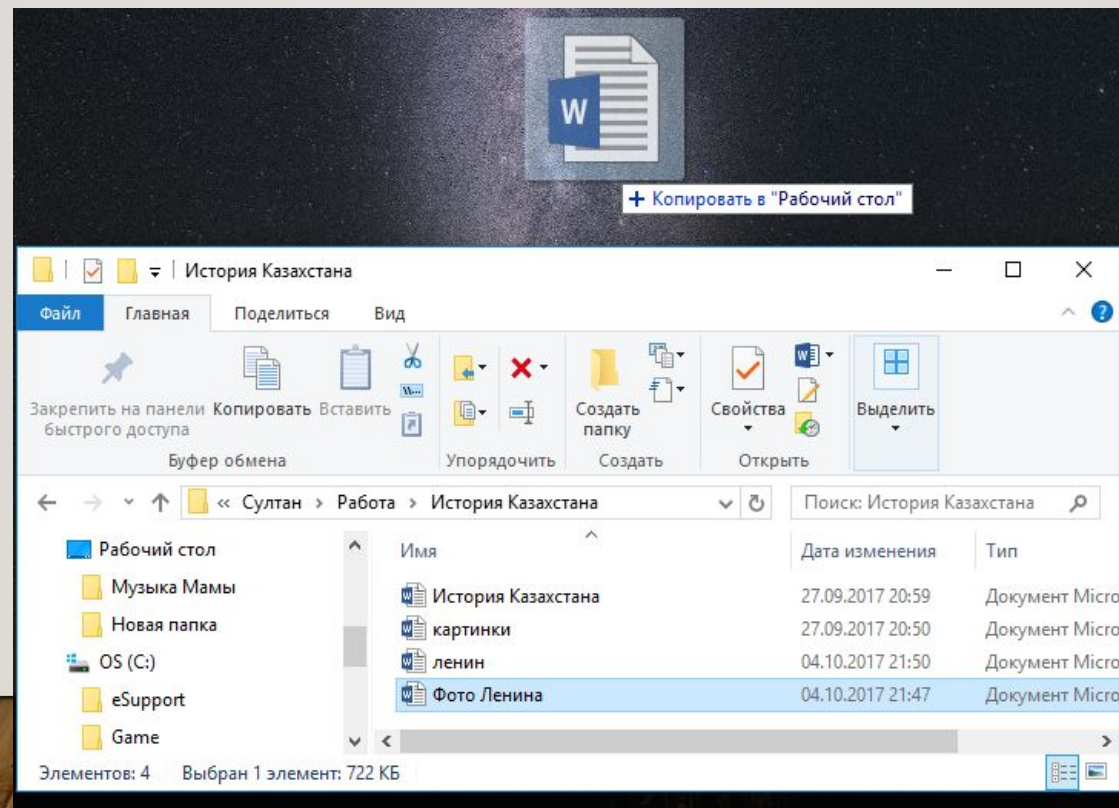 W
+ Копировать в "Рабочий стол"
История Казахстана
Файл Главная Поделиться Вид
Закрепить на панели быстрого доступа
Копировать
Вставить
Создать папку
Свойства
Выделить
Буфер обмена Упорядочить Создать Открыть
« Султан › Работа › История Казахстана
Поиск: История Казахстана
Рабочий стол
Музыка Мамы
Новая папка
OS (C:)
eSupport
Game
Имя Дата изменения Тип
История Казахстана 27.09.2017 20:59 Документ Micro
картинки 27.09.2017 20:50 Документ Micro
ленин 04.10.2017 21:50 Документ Micro
Фото Ленина 04.10.2017 21:47 Документ Micro
Элементов: 4 Выбран 1 элемент: 722 КБ